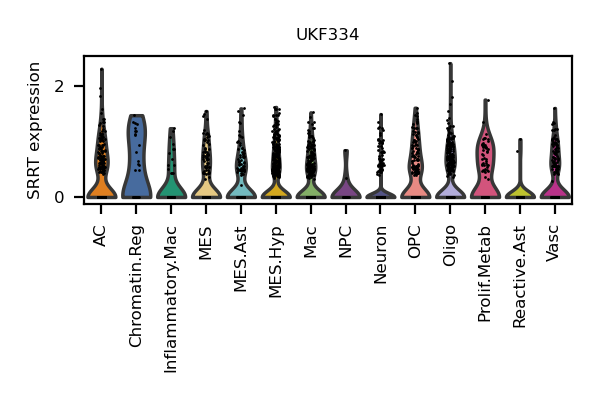 UKF334
SRRT expression
2
0
AC
Chromatin.Reg
Inflammatory.Mac
MES
MES.Ast
MES.Hyp
Mac
NPC
Neuron
OPC
Oligo
Prolif.Metab
Reactive.Ast
Vasc